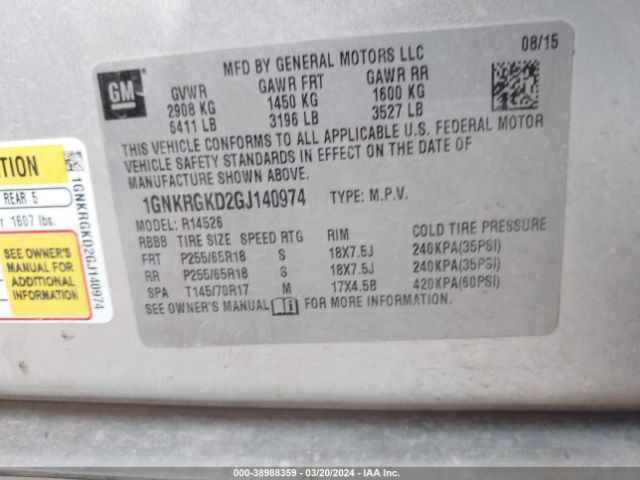 MFD BY GENERAL MOTORS LLC
08/15
GM
GVWR GAWR FRT GAWR RR
2908 KG 1450 KG 1600 KG
6411 LB 3196 LB 3527 LB
THIS VEHICLE CONFORMS TO ALL APPLICABLE U.S. FEDERAL MOTOR
VEHICLE SAFETY STANDARDS IN EFFECT ON THE DATE OF
MANUFACTURE SHOWN ABOVE.
1GNKRGKD2GJ140974 TYPE: M.P.V.
MODEL: R14526
RBBB TIRE SIZE SPEED RTG RIM COLD TIRE PRESSURE
FRT P255/65R18 S 18X7.5J 240KPA(35PSI)
RR P255/65R18 S 18X7.5J 240KPA(35PSI)
SPA T145/70R17 M 17X4.5B 420KPA(60PSI)
SEE OWNER'S MANUAL FOR MORE INFORMATION.
REAR 5
1607 lbs.
SEE OWNER'S
MANUAL FOR
ADDITIONAL
INFORMATION
1GNKRGKD2GJ140974
000-38988359 - 03/20/2024 - IAA Inc.